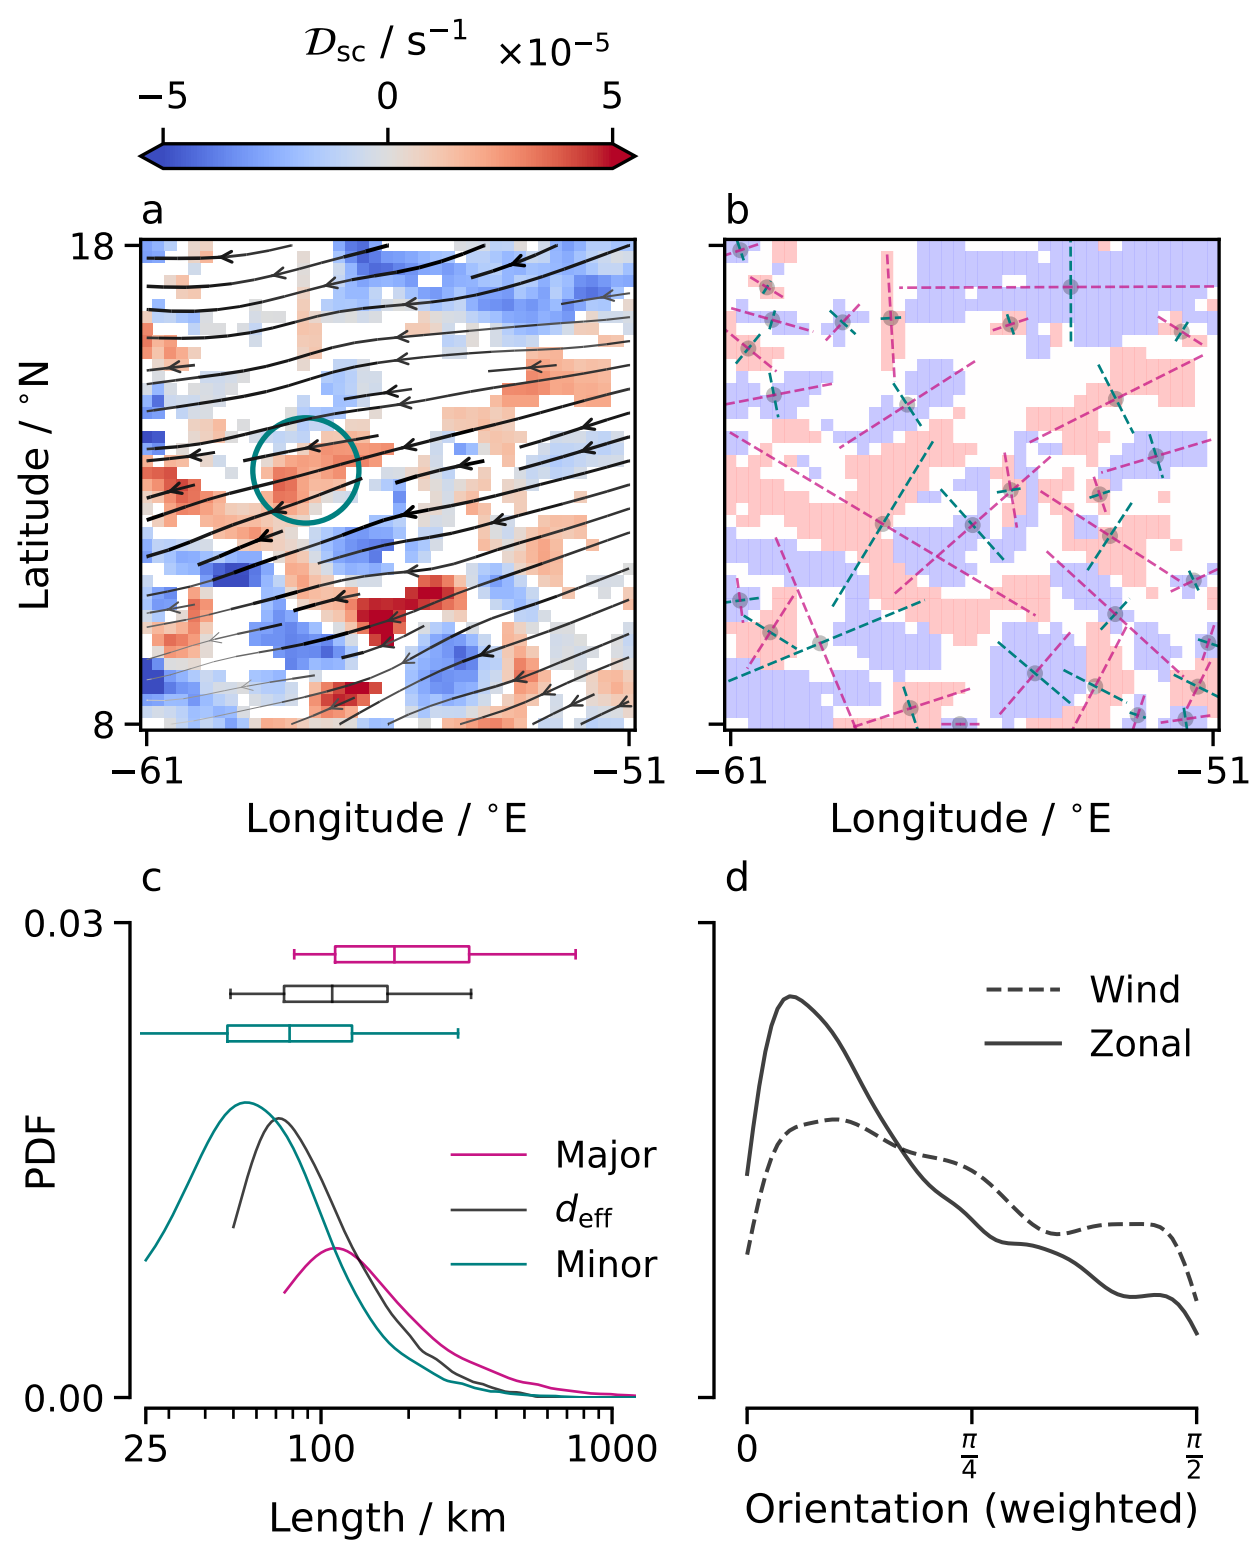 𝒟sc / s⁻¹ ×10⁻⁵
−5 0 5
a b
18
Latitude / °N
8
−61 −51 −61 −51
Longitude / °E Longitude / °E
c d
0.03
Wind
Zonal
PDF
Major
d_eff
Minor
0.00
25 100 1000 0 π/4 π/2
Length / km Orientation (weighted)